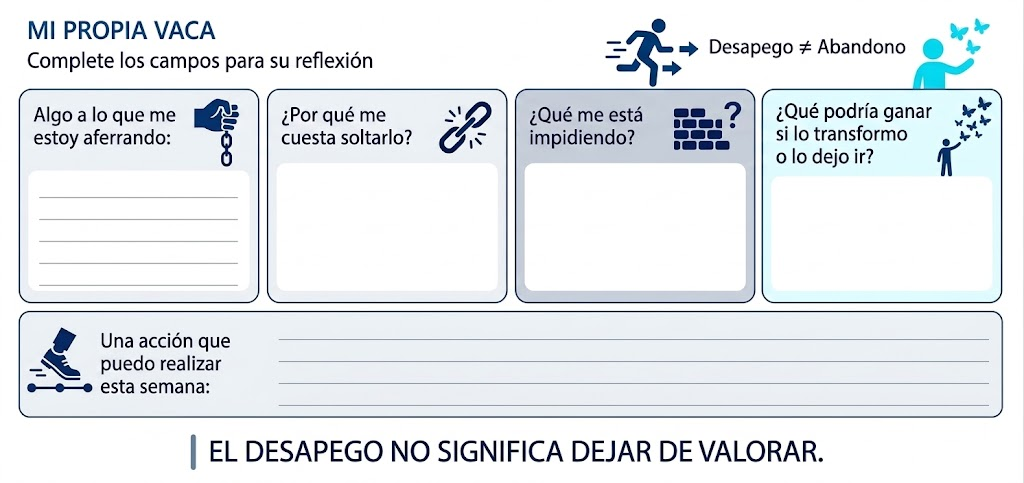 MI PROPIA VACA
Complete los campos para su reflexión
Desapego ≠ Abandono
Algo a lo que me
estoy aferrando:
¿Por qué me
cuesta soltarlo?
¿Qué me está
impidiendo?
?
¿Qué podría ganar
si lo transformo
o lo dejo ir?
Una acción que
puedo realizar
esta semana:
EL DESAPEGO NO SIGNIFICA DEJAR DE VALORAR.